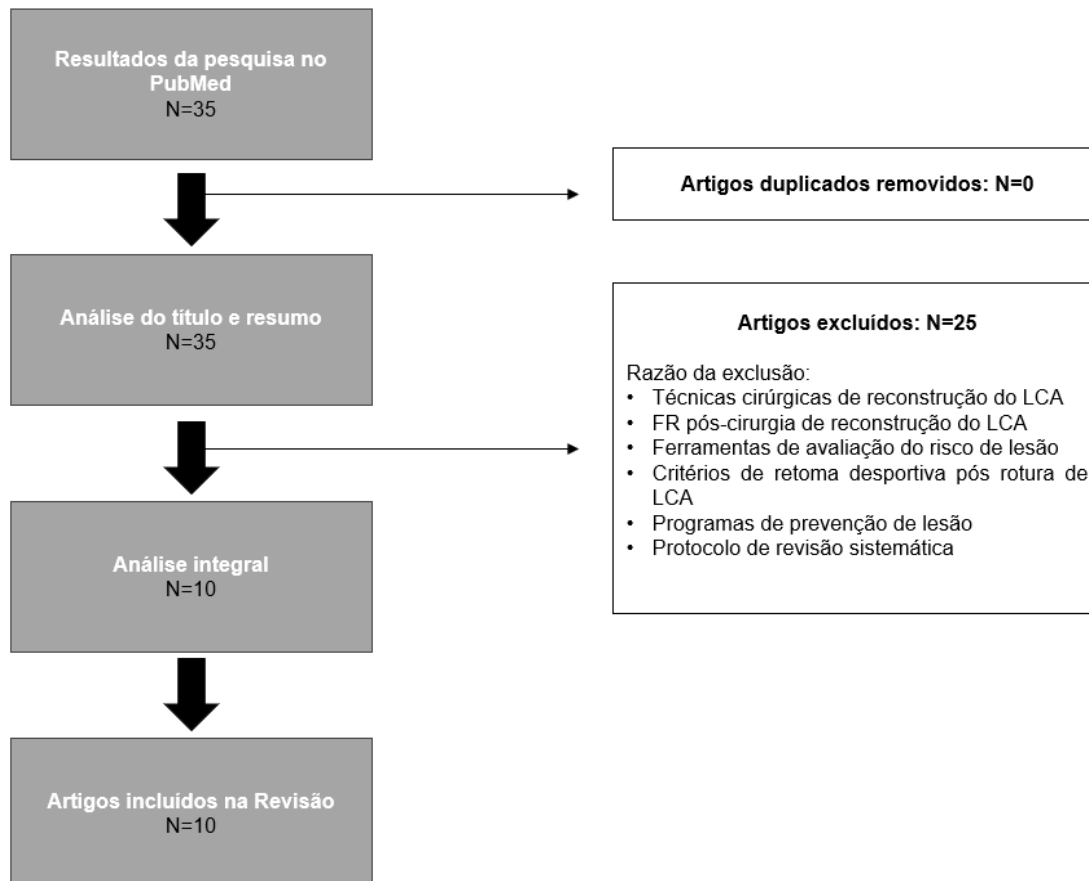 Resultados da pesquisa no
PubMed
N=35
Artigos duplicados removidos: N=0
Análise do título e resumo
N=35
Artigos excluídos: N=25
Razão da exclusão:
• Técnicas cirúrgicas de reconstrução do LCA
• FR pós-cirurgia de reconstrução do LCA
• Ferramentas de avaliação do risco de lesão
• Critérios de retoma desportiva pós rotura de
LCA
• Programas de prevenção de lesão
• Protocolo de revisão sistemática
Análise integral
N=10
Artigos incluídos na Revisão
N=10